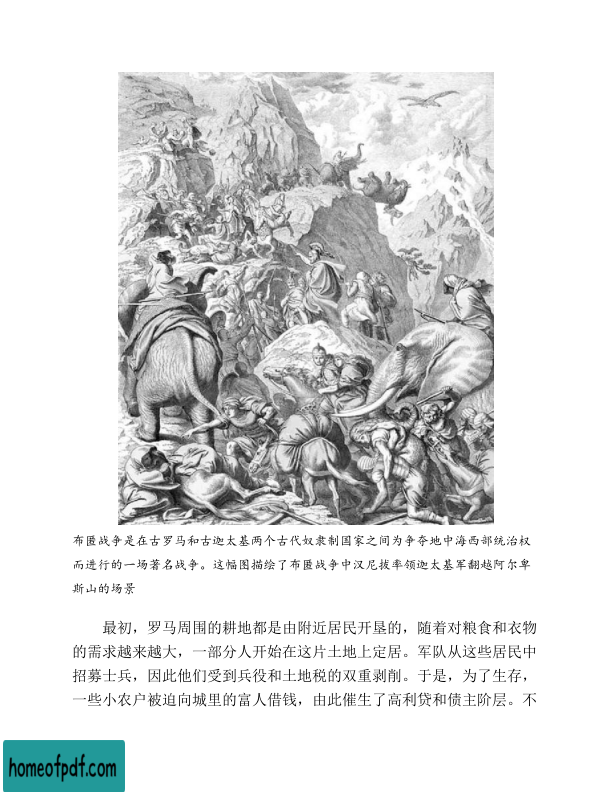 布匿战争是在古罗马和古迦太基两个古代奴隶制国家之间为争夺地中海西部统治权
而进行的一场著名战争。这幅图描绘了布匿战争中汉尼拔率领迦太基军翻越阿尔卑
斯山的场景
最初，罗马周围的耕地都是由附近居民开垦的，随着对粮食和衣物
的需求越来越大，一部分人开始在这片土地上定居。军队从这些居民中
招募士兵，因此他们受到兵役和土地税的双重剥削。于是，为了生存，
一些小农户被迫向城里的富人借钱，由此催生了高利贷和债主阶层。不
homeofpdf.com